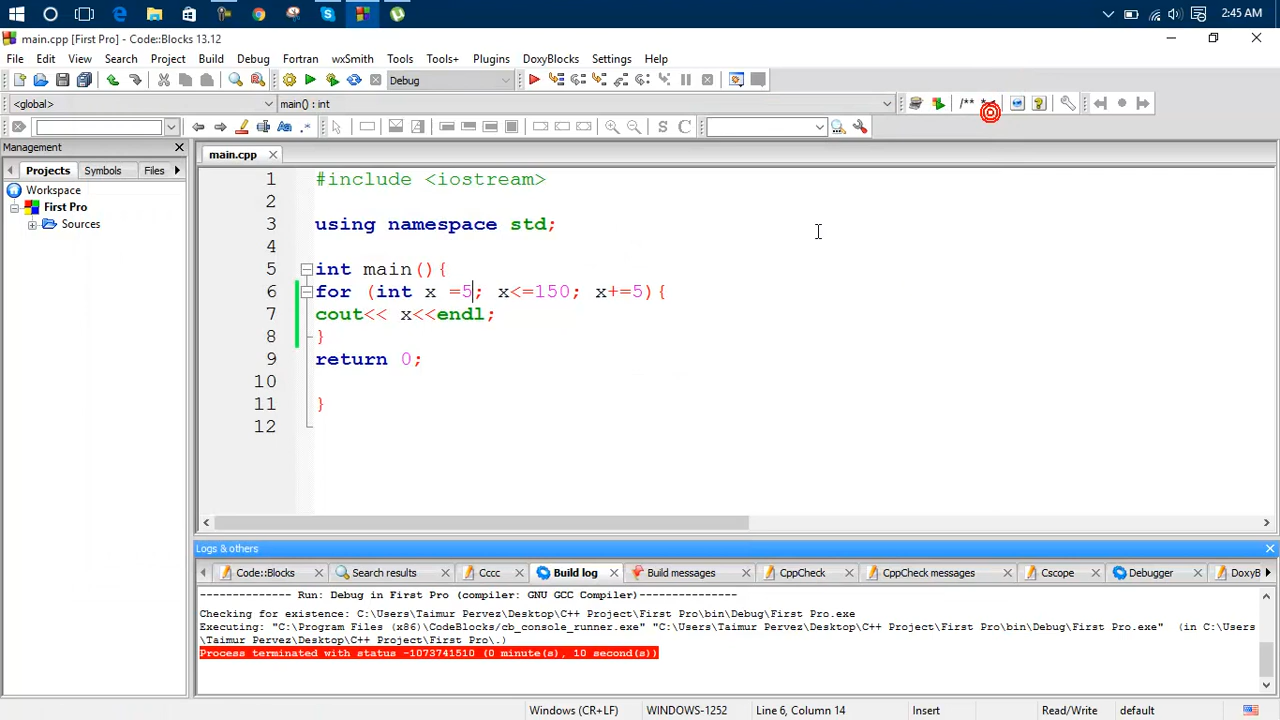 2:45 AM
main.cpp [First Pro] - Code::Blocks 13.12
File Edit View Search Project Build Debug Fortran wxSmith Tools Tools+ Plugins DoxyBlocks Settings Help
Debug
<global> main() : int /** *<
S C
Management
main.cpp
Projects Symbols Files
Workspace
First Pro
Sources
1 #include <iostream>
2
3 using namespace std;
4
5 int main(){
6 for (int x =5; x<=150; x+=5){
7 cout<< x<<endl;
8 }
9 return 0;
10
11 }
12
Logs & others
Code::Blocks Search results Cccc Build log Build messages CppCheck CppCheck messages Cscope Debugger DoxyB
-------------- Run: Debug in First Pro (compiler: GNU GCC Compiler)---------------
Checking for existence: C:\Users\Taimur Pervez\Desktop\C++ Project\First Pro\bin\Debug\First Pro.exe
Executing: "C:\Program Files (x86)\CodeBlocks/cb_console_runner.exe" "C:\Users\Taimur Pervez\Desktop\C++ Project\First Pro\bin\Debug\First Pro.exe" (in C:\Users
\Taimur Pervez\Desktop\C++ Project\First Pro\.)
Process terminated with status -1073741510 (0 minute(s), 10 second(s))
Windows (CR+LF) WINDOWS-1252 Line 6, Column 14 Insert Read/Write default